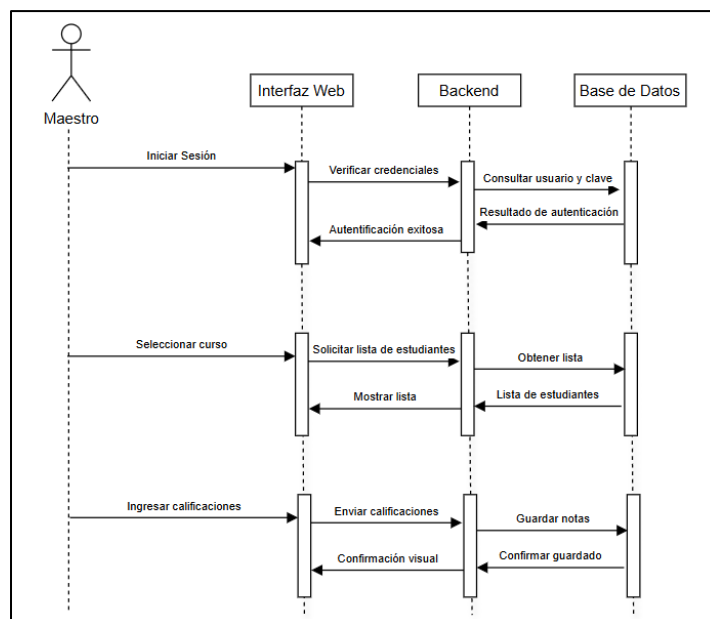 Maestro
Interfaz Web
Backend
Base de Datos
Iniciar Sesión
Verificar credenciales
Consultar usuario y clave
Resultado de autenticación
Autentificación exitosa
Seleccionar curso
Solicitar lista de estudiantes
Obtener lista
Lista de estudiantes
Mostrar lista
Ingresar calificaciones
Enviar calificaciones
Guardar notas
Confirmar guardado
Confirmación visual